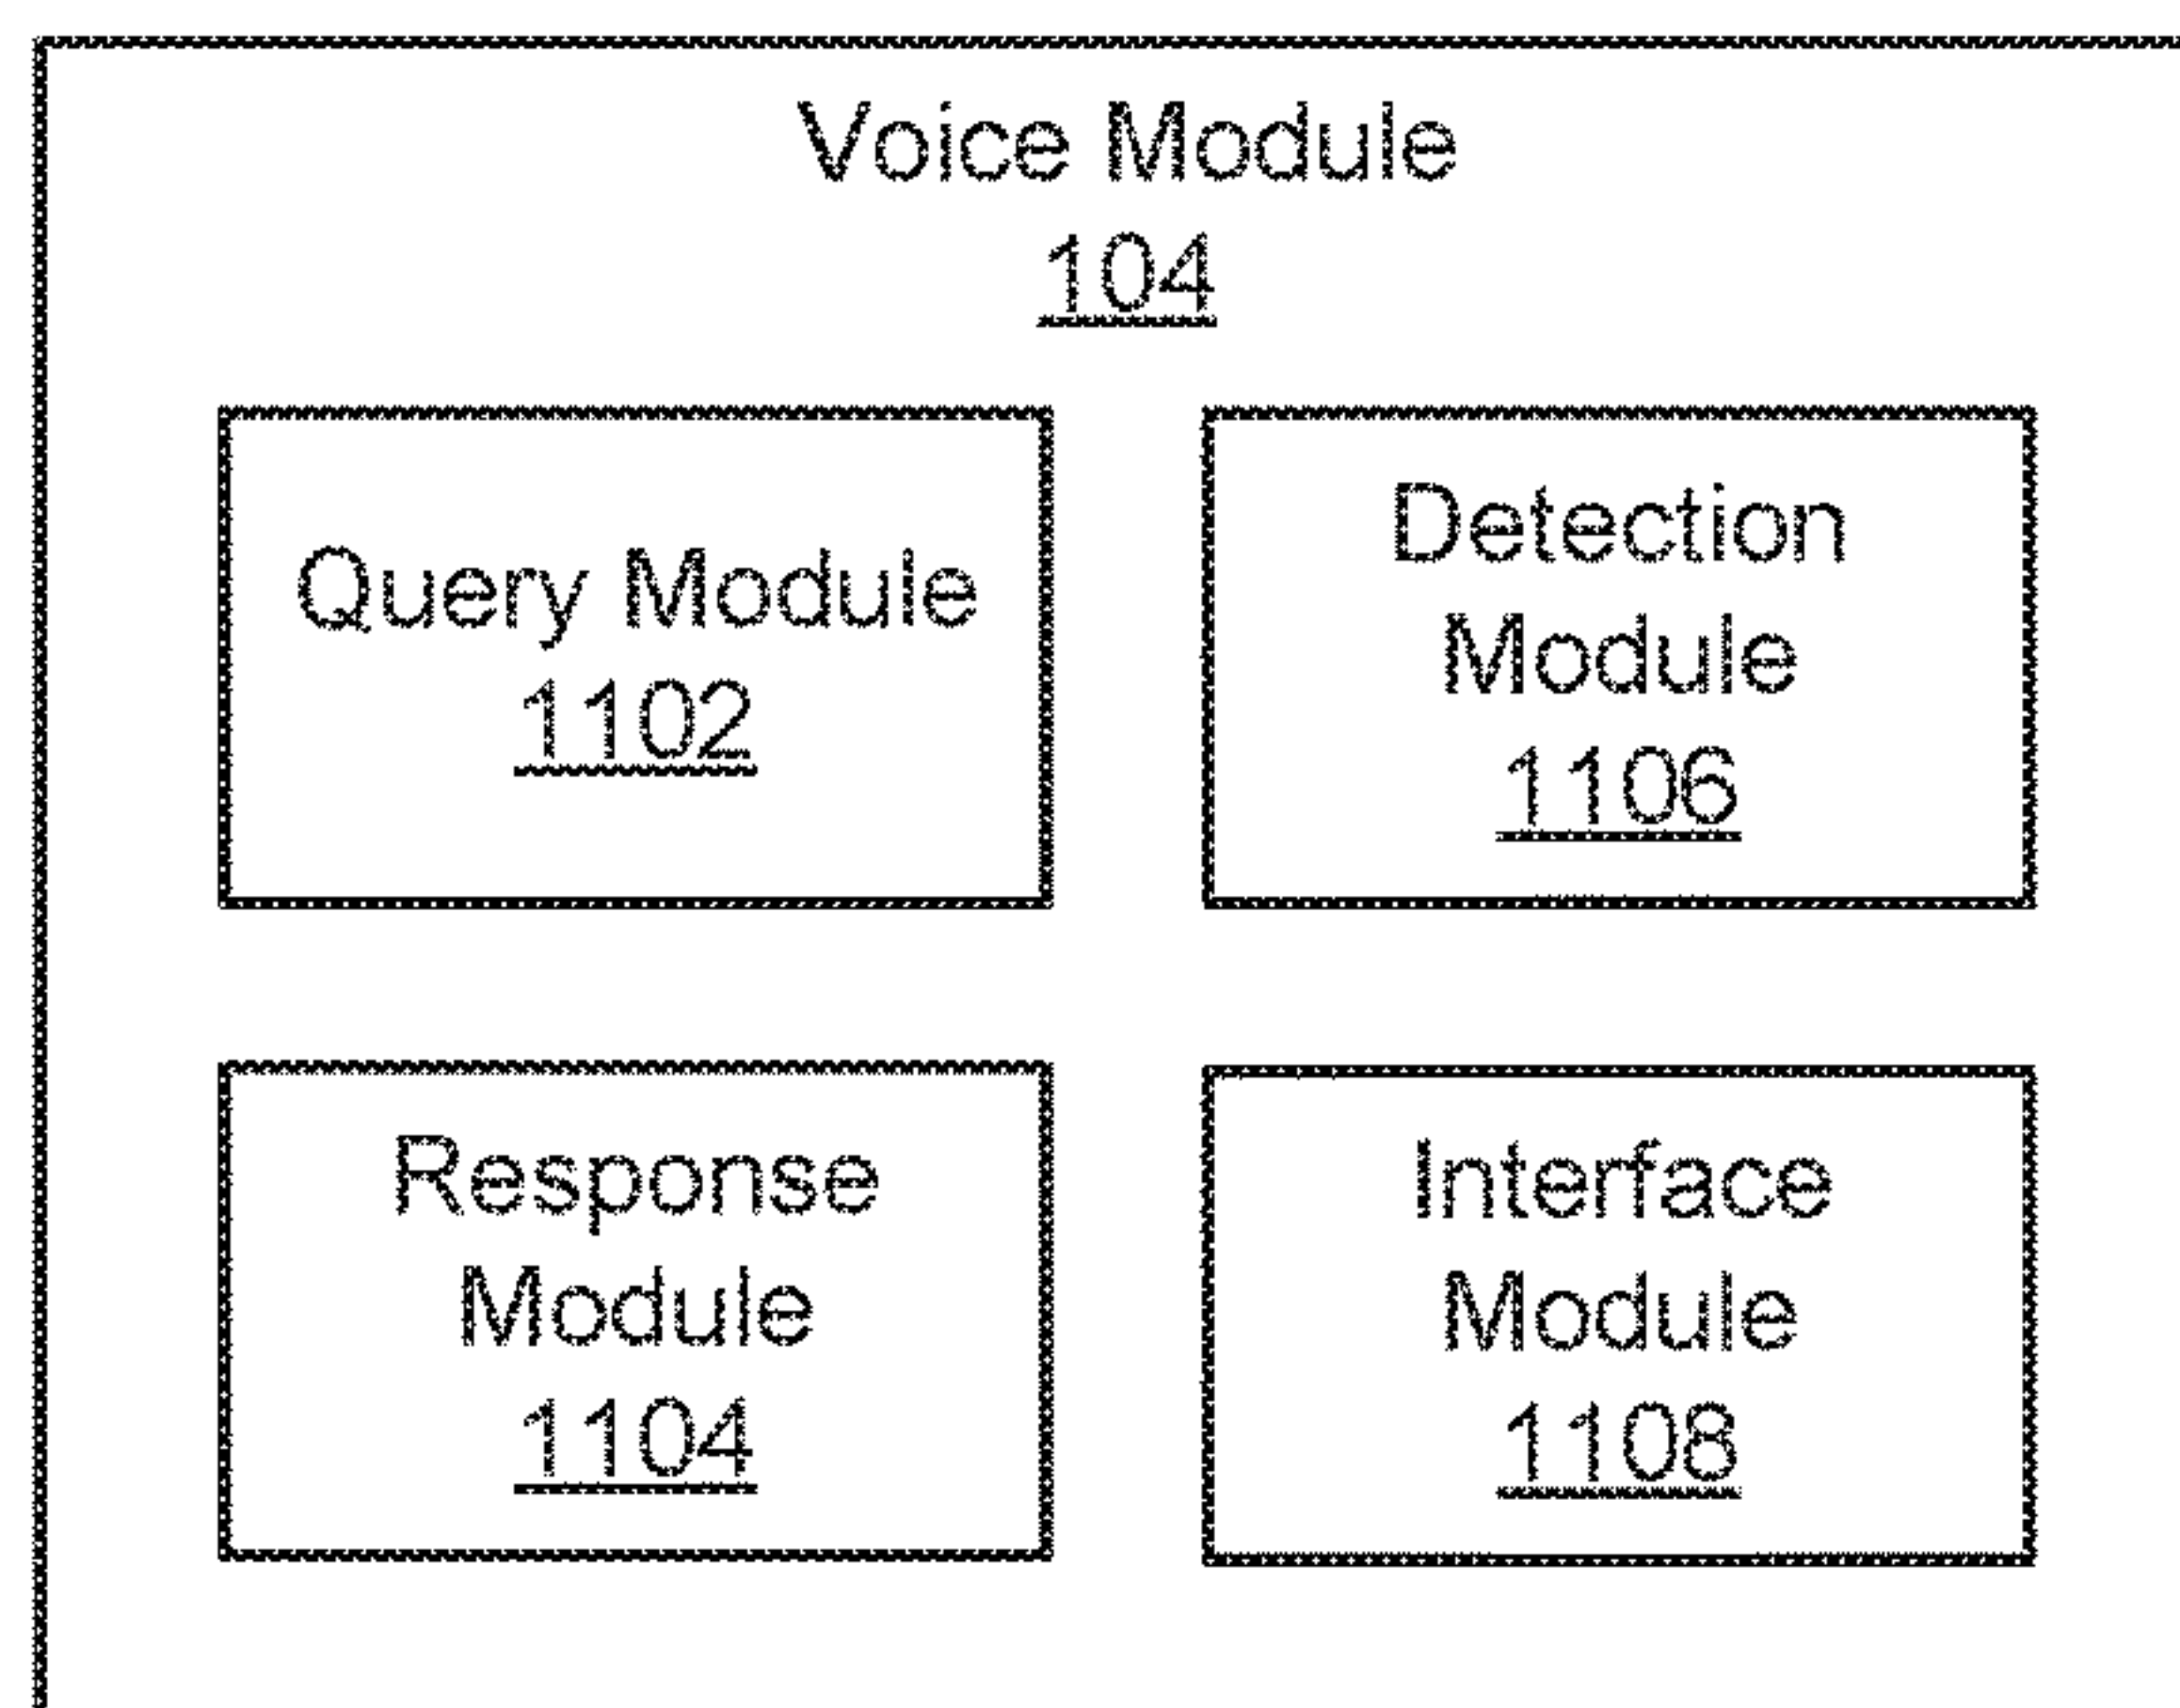 Voice Module
104
Query Module
1102
Detection
Module
1106
Response
Module
1104
Interface
Module
1108